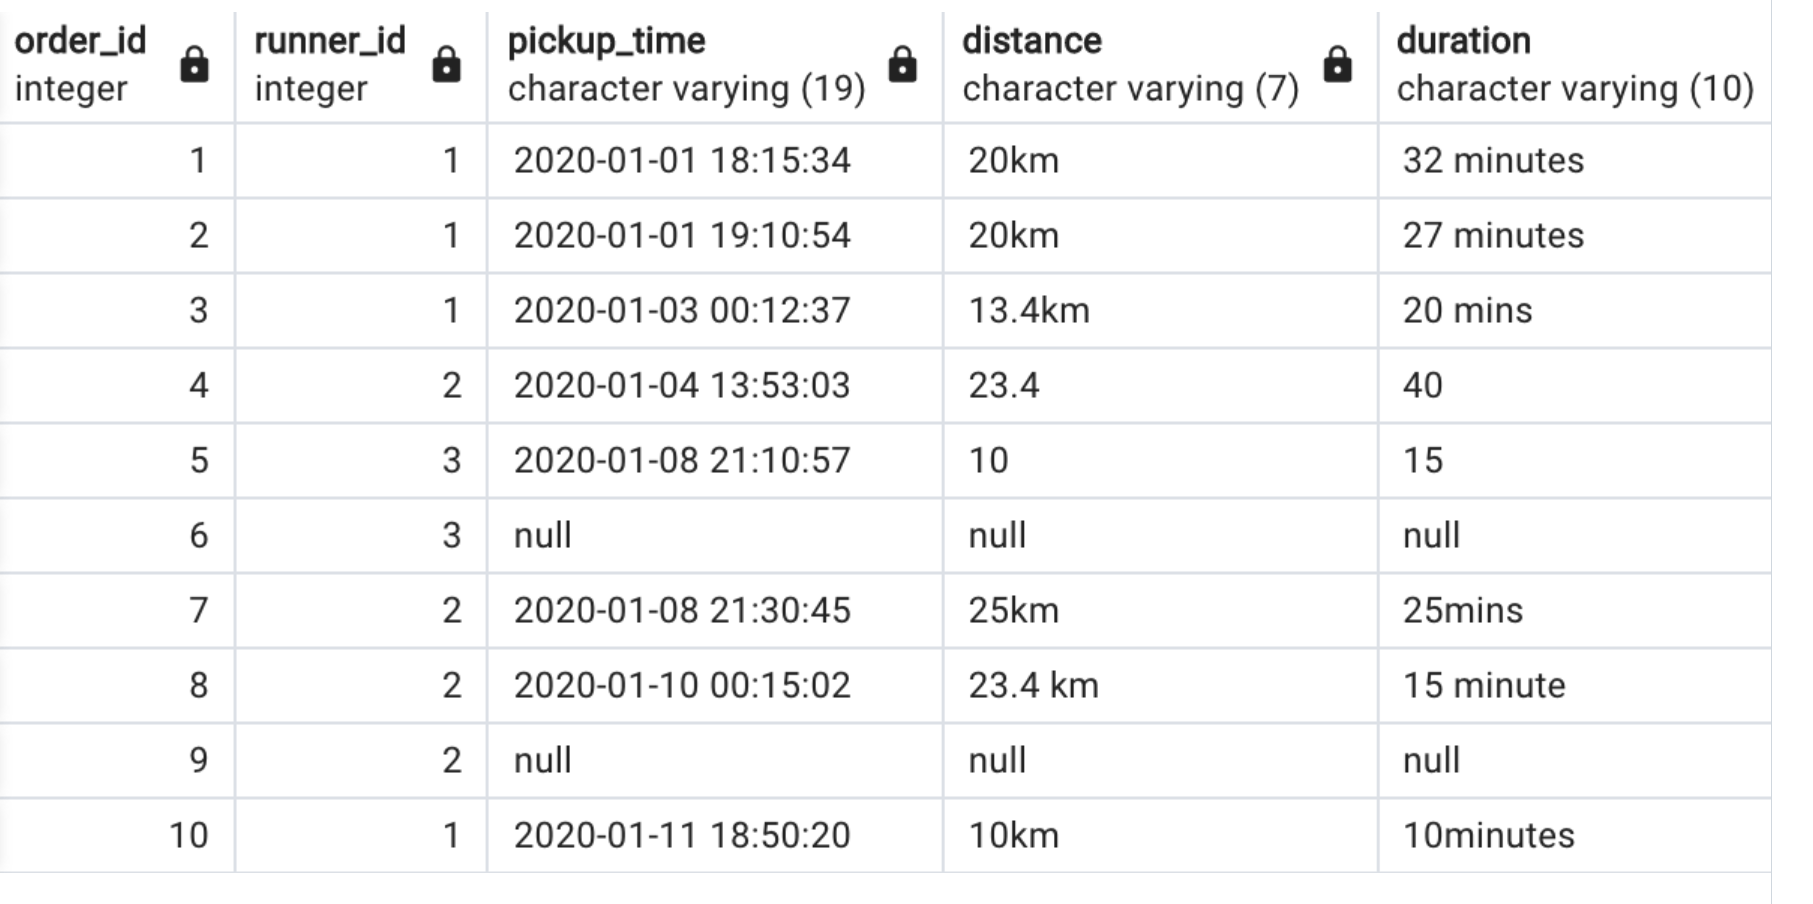 order_id runner_id pickup_time distance duration
integer integer character varying (19) character varying (7) character varying (10)
1 1 2020-01-01 18:15:34 20km 32 minutes
2 1 2020-01-01 19:10:54 20km 27 minutes
3 1 2020-01-03 00:12:37 13.4km 20 mins
4 2 2020-01-04 13:53:03 23.4 40
5 3 2020-01-08 21:10:57 10 15
6 3 null null null
7 2 2020-01-08 21:30:45 25km 25mins
8 2 2020-01-10 00:15:02 23.4 km 15 minute
9 2 null null null
10 1 2020-01-11 18:50:20 10km 10minutes